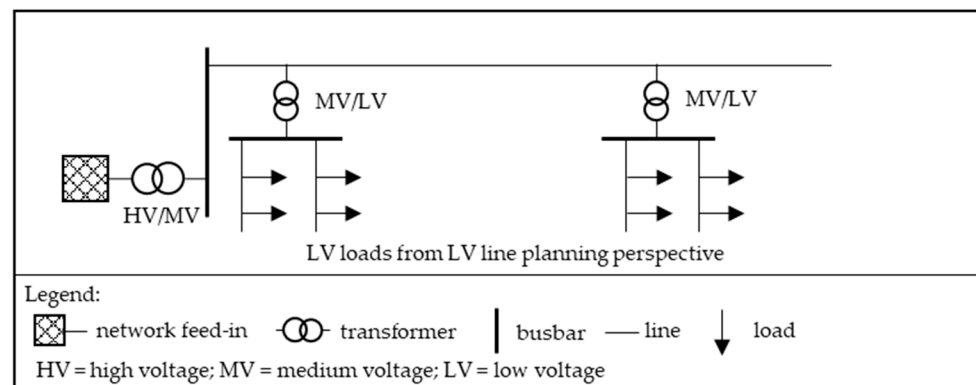 MV/LV
MV/LV
HV/MV
LV loads from LV line planning perspective
Legend:
network feed-in transformer busbar line load
HV = high voltage; MV = medium voltage; LV = low voltage